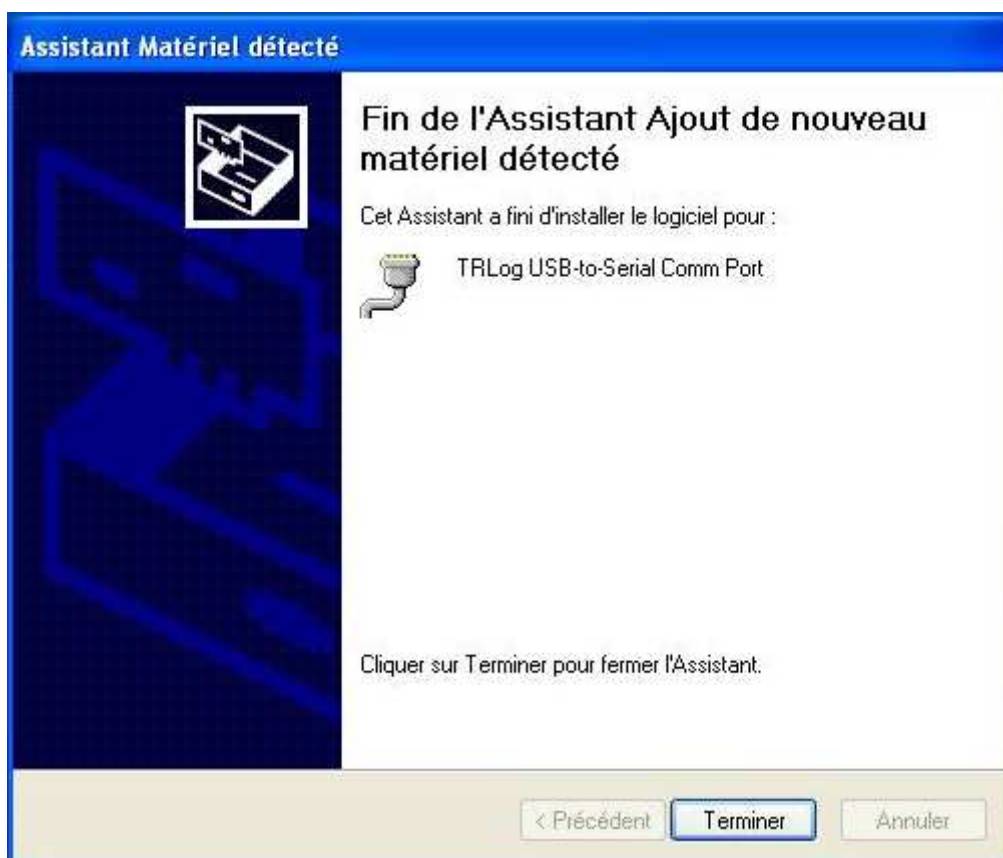 Assistant Matériel détecté
Fin de l'Assistant Ajout de nouveau
matériel détecté
Cet Assistant a fini d'installer le logiciel pour :
TRLog USB-to-Serial Comm Port
Cliquer sur Terminer pour fermer l'Assistant.
< Précédent Terminer Annuler